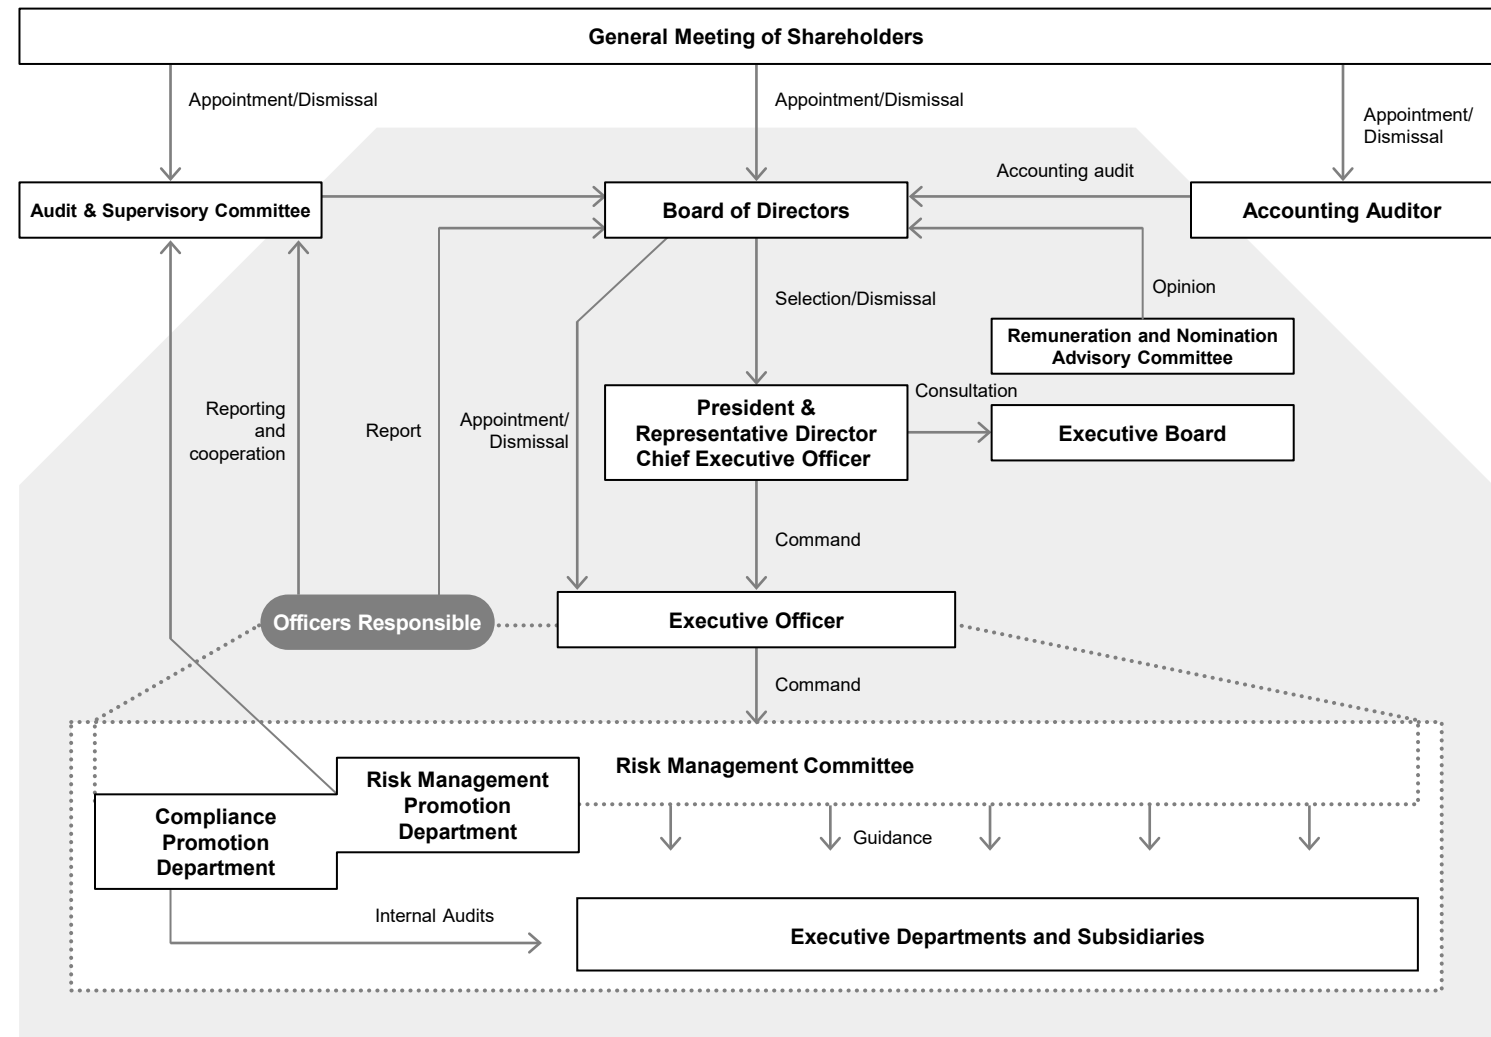 General Meeting of Shareholders
Appointment/Dismissal
Appointment/Dismissal
Appointment/
Dismissal
Audit & Supervisory Committee
Board of Directors
Accounting audit
Accounting Auditor
Selection/Dismissal
Opinion
Remuneration and Nomination
Advisory Committee
Reporting
and
cooperation
Report
Appointment/
Dismissal
President &
Representative Director
Chief Executive Officer
Consultation
Executive Board
Command
Officers Responsible
Executive Officer
Command
Risk Management Committee
Risk Management
Promotion
Department
Compliance
Promotion
Department
Guidance
Internal Audits
Executive Departments and Subsidiaries